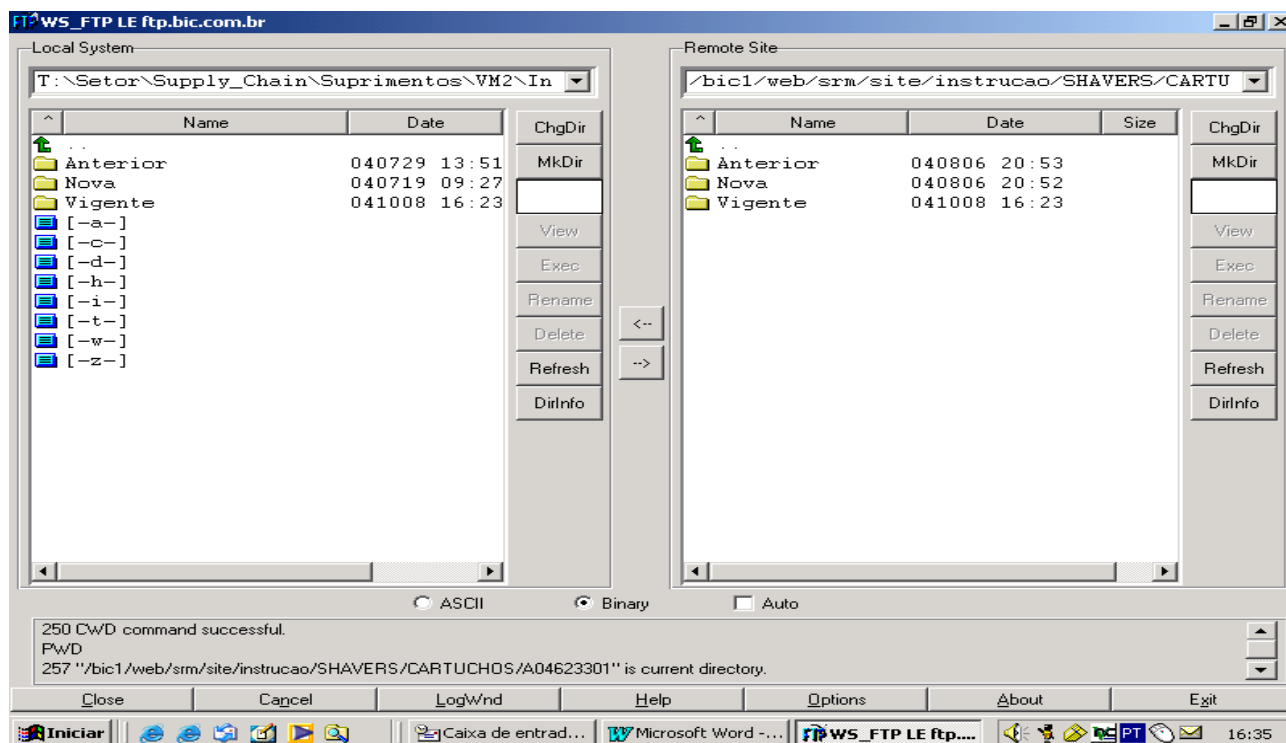 WS_FTP LE ftp.bic.com.br
Local System
T:\Setor\Supply_Chain\Suprimentos\VM2\In
^ Name Date
..
Anterior 040729 13:51
Nova 040719 09:27
Vigente 041008 16:23
[-a-]
[-c-]
[-d-]
[-h-]
[-i-]
[-t-]
[-w-]
[-z-]
ChgDir
MkDir
View
Exec
Rename
Delete
Refresh
DirInfo
<--
-->
Remote Site
/bic1/web/srm/site/instrucao/SHAVERS/CARTU
^ Name Date Size
..
Anterior 040806 20:53
Nova 040806 20:52
Vigente 041008 16:23
ChgDir
MkDir
View
Exec
Rename
Delete
Refresh
DirInfo
ASCII Binary Auto
250 CWD command successful.
PWD
257 "/bic1/web/srm/site/instrucao/SHAVERS/CARTUCHOS/A04623301" is current directory.
Close Cancel LogWnd Help Options About Exit
Iniciar Caixa de entrad... Microsoft Word -... WS_FTP LE ftp.... PT 16:35